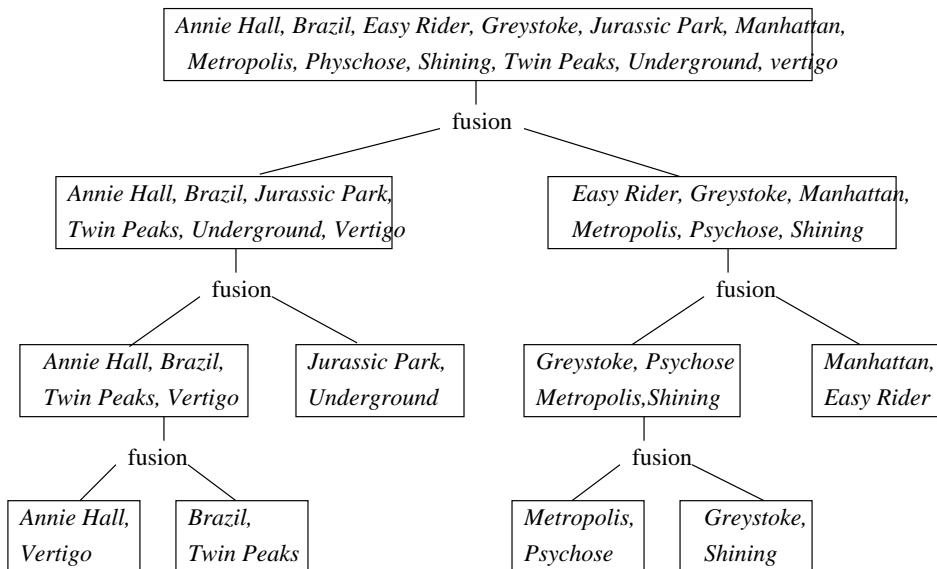 Annie Hall, Brazil, Easy Rider, Greystoke, Jurassic Park, Manhattan,
Metropolis, Physchose, Shining, Twin Peaks, Underground, vertigo
fusion
Annie Hall, Brazil, Jurassic Park,
Twin Peaks, Underground, Vertigo
Easy Rider, Greystoke, Manhattan,
Metropolis, Psychose, Shining
fusion
fusion
Annie Hall, Brazil,
Twin Peaks, Vertigo
Jurassic Park,
Underground
Greystoke, Psychose
Metropolis,Shining
Manhattan,
Easy Rider
fusion
fusion
Annie Hall,
Vertigo
Brazil,
Twin Peaks
Metropolis,
Psychose
Greystoke,
Shining